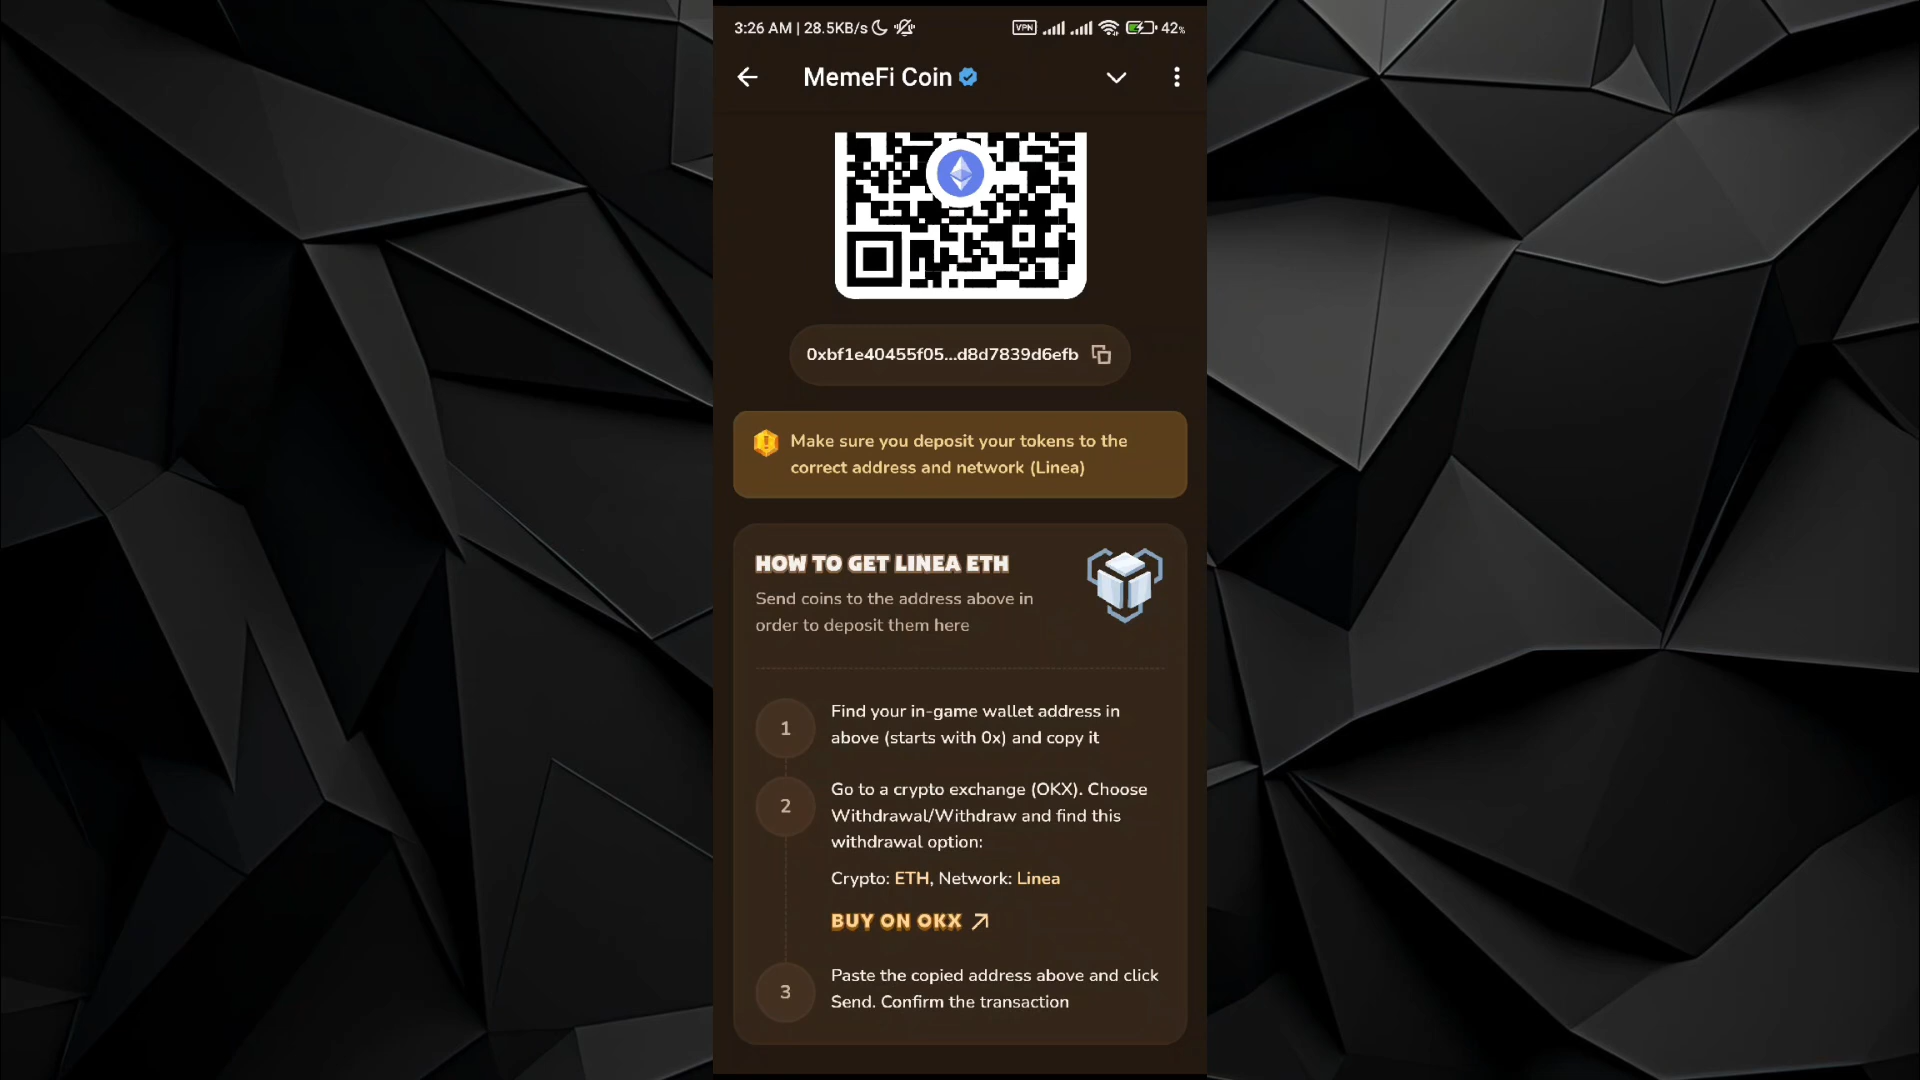 3:26 AM | 28.5KB/s VPN 42%
MemeFi Coin
0xbf1e40455f05...d8d7839d6efb
Make sure you deposit your tokens to the
correct address and network (Linea)
HOW TO GET LINEA ETH
Send coins to the address above in
order to deposit them here
1
Find your in-game wallet address in
above (starts with 0x) and copy it
2
Go to a crypto exchange (OKX). Choose
Withdrawal/Withdraw and find this
withdrawal option:
Crypto: ETH, Network: Linea
BUY ON OKX
3
Paste the copied address above and click
Send. Confirm the transaction